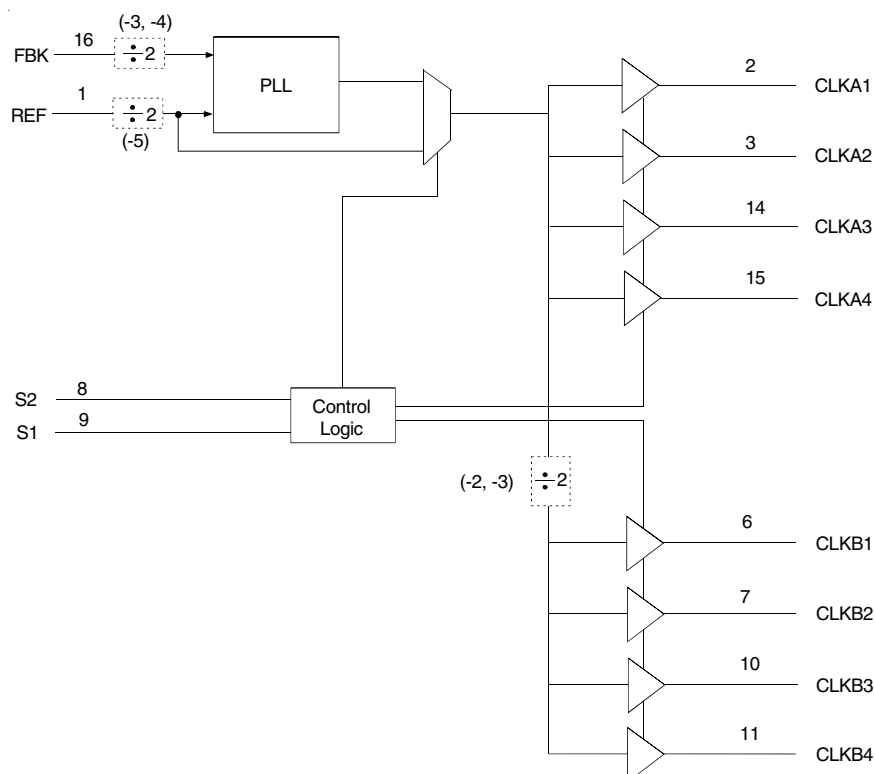 (-3, -4)
FBK 16 ÷2
PLL
REF 1 ÷2
(-5)
2 CLKA1
3 CLKA2
14 CLKA3
15 CLKA4
S2 8
S1 9
Control
Logic
(-2, -3) ÷2
6 CLKB1
7 CLKB2
10 CLKB3
11 CLKB4